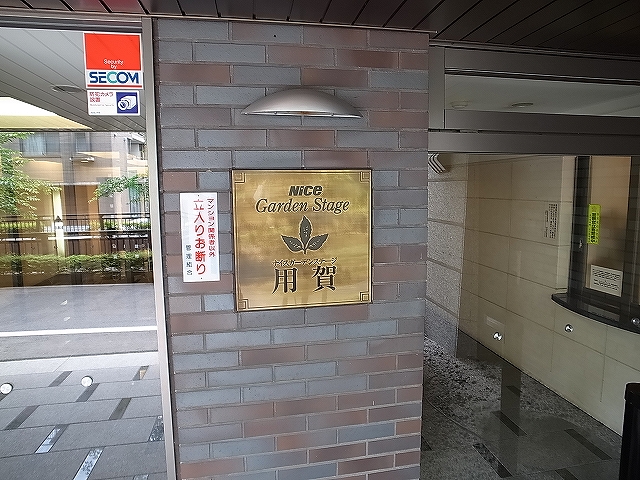 Security
by
SECOM
防犯カメラ
設置
マンション関係者以外
立入りお断り
管理組合
NiCE
Garden Stage
ナイスガーデンステージ
用賀